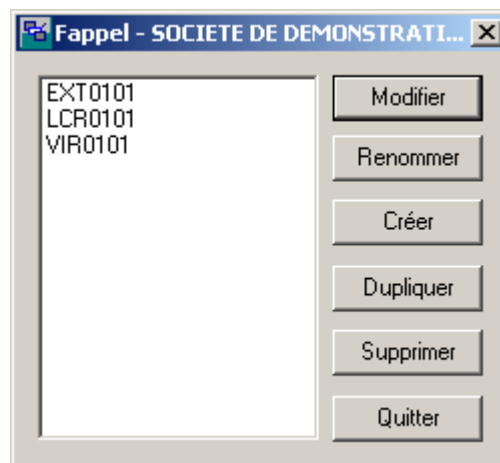 Fappel - SOCIETE DE DEMONSTRATI...
EXT0101
LCR0101
VIR0101
Modifier
Renommer
Créer
Dupliquer
Supprimer
Quitter